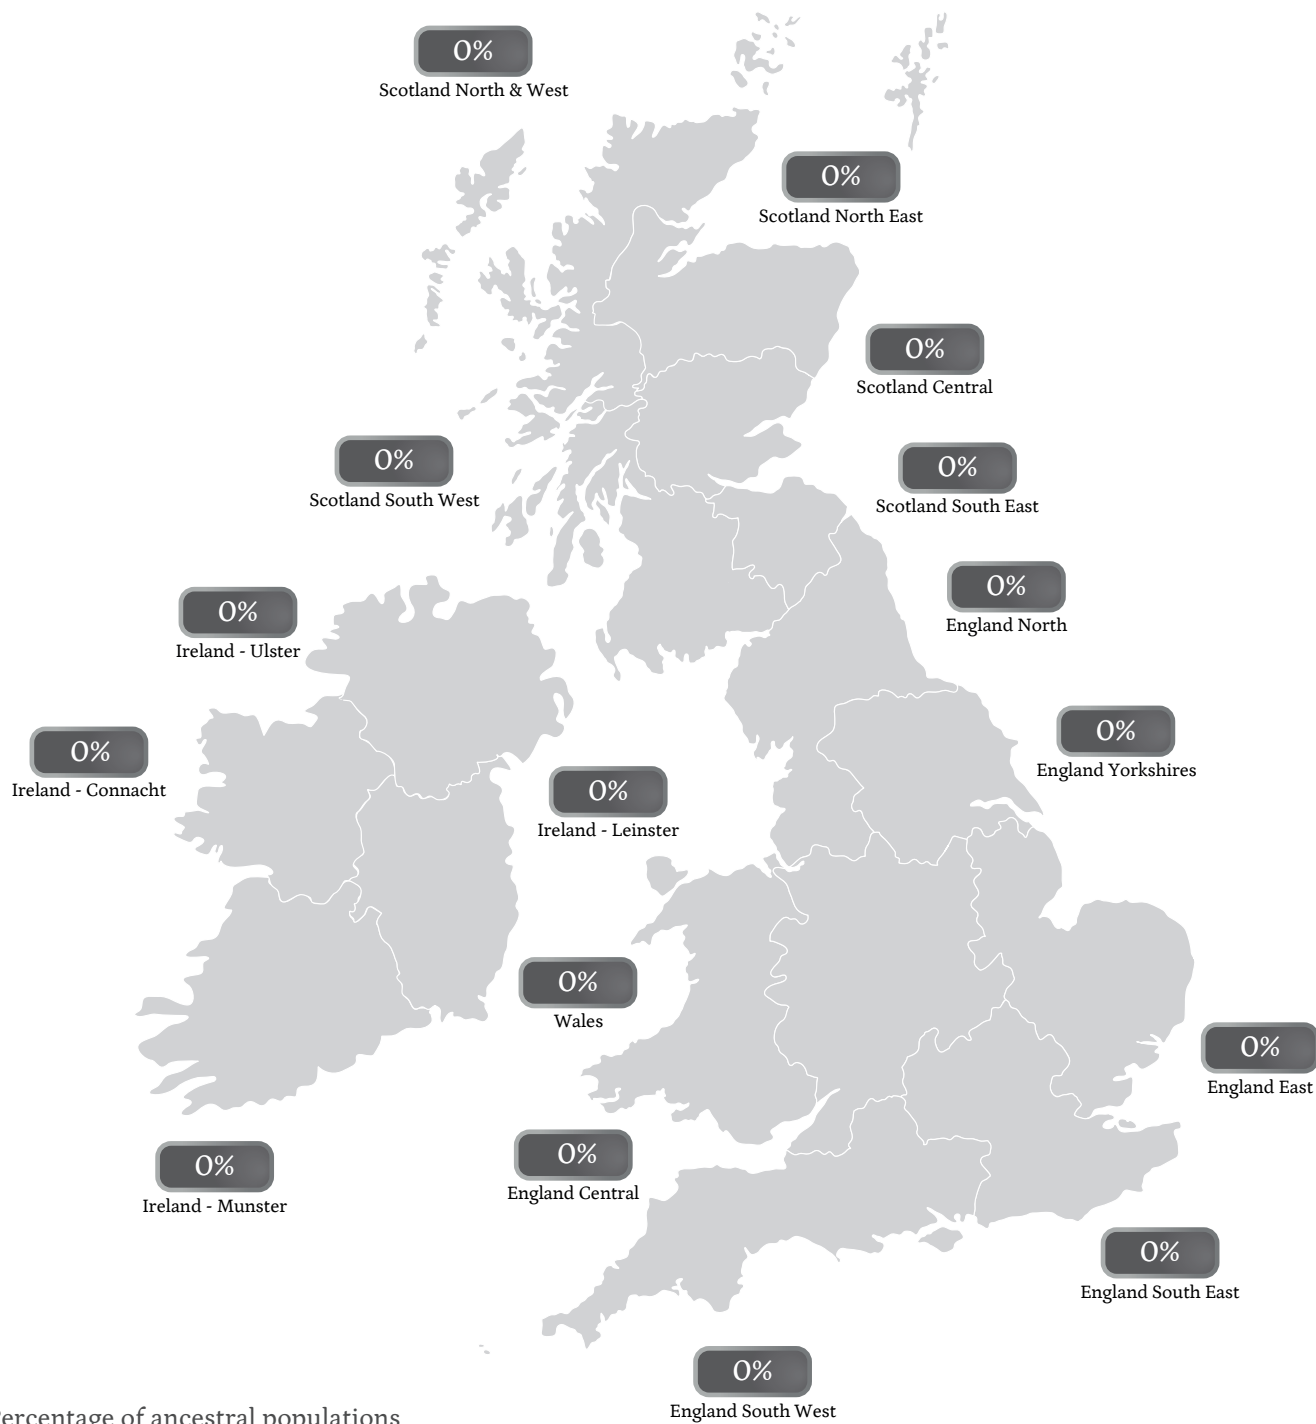 0%
Scotland North & West
0%
Scotland North East
0%
Scotland Central
0%
Scotland South West
0%
Scotland South East
0%
England North
0%
Ireland - Ulster
0%
England Yorkshires
0%
Ireland - Connacht
0%
Ireland - Leinster
0%
Wales
0%
England East
0%
England Central
0%
Ireland - Munster
0%
England South East
0%
England South West
ercentage of ancestral populations